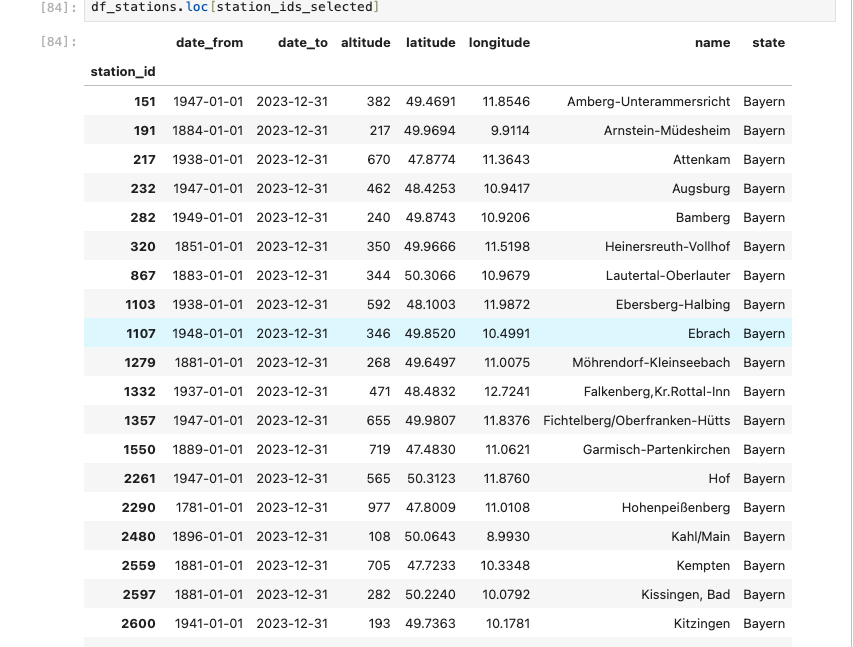 [84]: df_stations.loc[station_ids_selected]
[84]: date_from date_to altitude latitude longitude name state
station_id
151 1947-01-01 2023-12-31 382 49.4691 11.8546 Amberg-Unterammersricht Bayern
191 1884-01-01 2023-12-31 217 49.9694 9.9114 Arnstein-Müdesheim Bayern
217 1938-01-01 2023-12-31 670 47.8774 11.3643 Attenkam Bayern
232 1947-01-01 2023-12-31 462 48.4253 10.9417 Augsburg Bayern
282 1949-01-01 2023-12-31 240 49.8743 10.9206 Bamberg Bayern
320 1851-01-01 2023-12-31 350 49.9666 11.5198 Heinersreuth-Vollhof Bayern
867 1883-01-01 2023-12-31 344 50.3066 10.9679 Lautertal-Oberlauter Bayern
1103 1938-01-01 2023-12-31 592 48.1003 11.9872 Ebersberg-Halbing Bayern
1107 1948-01-01 2023-12-31 346 49.8520 10.4991 Ebrach Bayern
1279 1881-01-01 2023-12-31 268 49.6497 11.0075 Möhrendorf-Kleinseebach Bayern
1332 1937-01-01 2023-12-31 471 48.4832 12.7241 Falkenberg,Kr.Rottal-Inn Bayern
1357 1947-01-01 2023-12-31 655 49.9807 11.8376 Fichtelberg/Oberfranken-Hütts Bayern
1550 1889-01-01 2023-12-31 719 47.4830 11.0621 Garmisch-Partenkirchen Bayern
2261 1947-01-01 2023-12-31 565 50.3123 11.8760 Hof Bayern
2290 1781-01-01 2023-12-31 977 47.8009 11.0108 Hohenpeißenberg Bayern
2480 1896-01-01 2023-12-31 108 50.0643 8.9930 Kahl/Main Bayern
2559 1881-01-01 2023-12-31 705 47.7233 10.3348 Kempten Bayern
2597 1881-01-01 2023-12-31 282 50.2240 10.0792 Kissingen, Bad Bayern
2600 1941-01-01 2023-12-31 193 49.7363 10.1781 Kitzingen Bayern